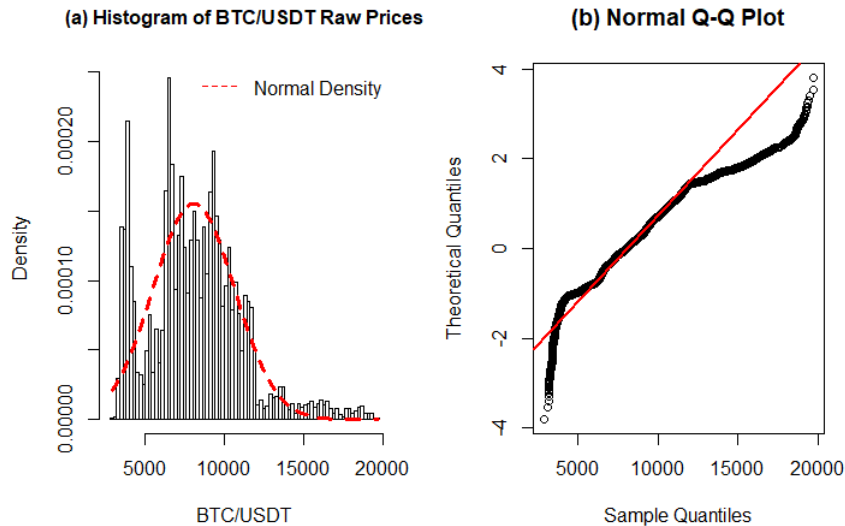 (a) Histogram of BTC/USDT Raw Prices
Normal Density
Density
0.00000
0.00010
0.00020
5000
10000
15000
20000
BTC/USDT
(b) Normal Q-Q Plot
Theoretical Quantiles
4
2
0
-2
-4
5000
10000
15000
20000
Sample Quantiles